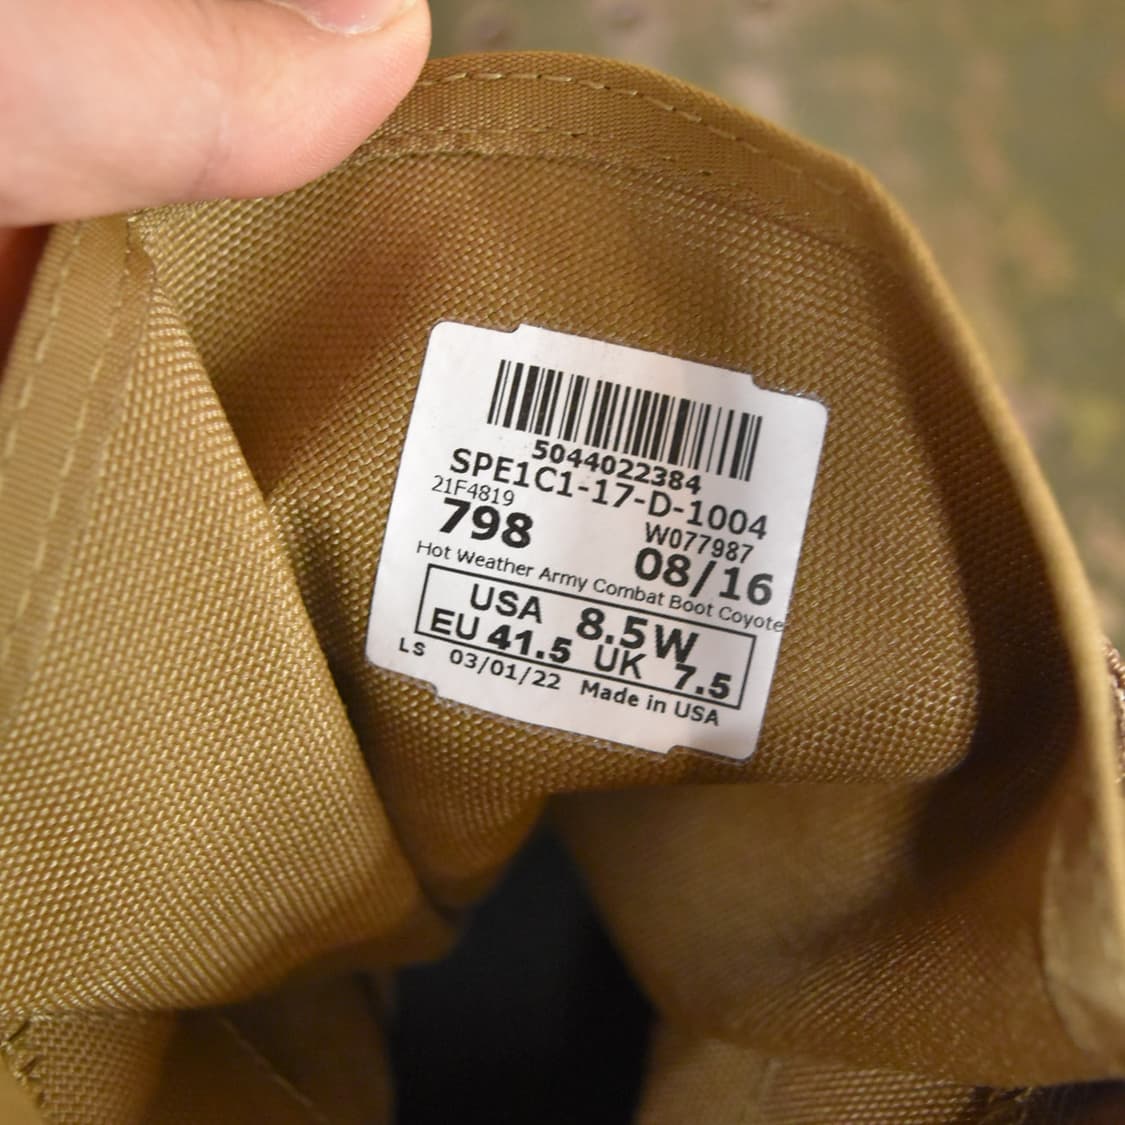 5044022384
SPE1C1-17-D-1004
21F4819 W077987
798 08/16
Hot Weather Army Combat Boot Coyote
USA 8.5W
EU 41.5 UK 7.5
LS 03/01/22 Made in USA